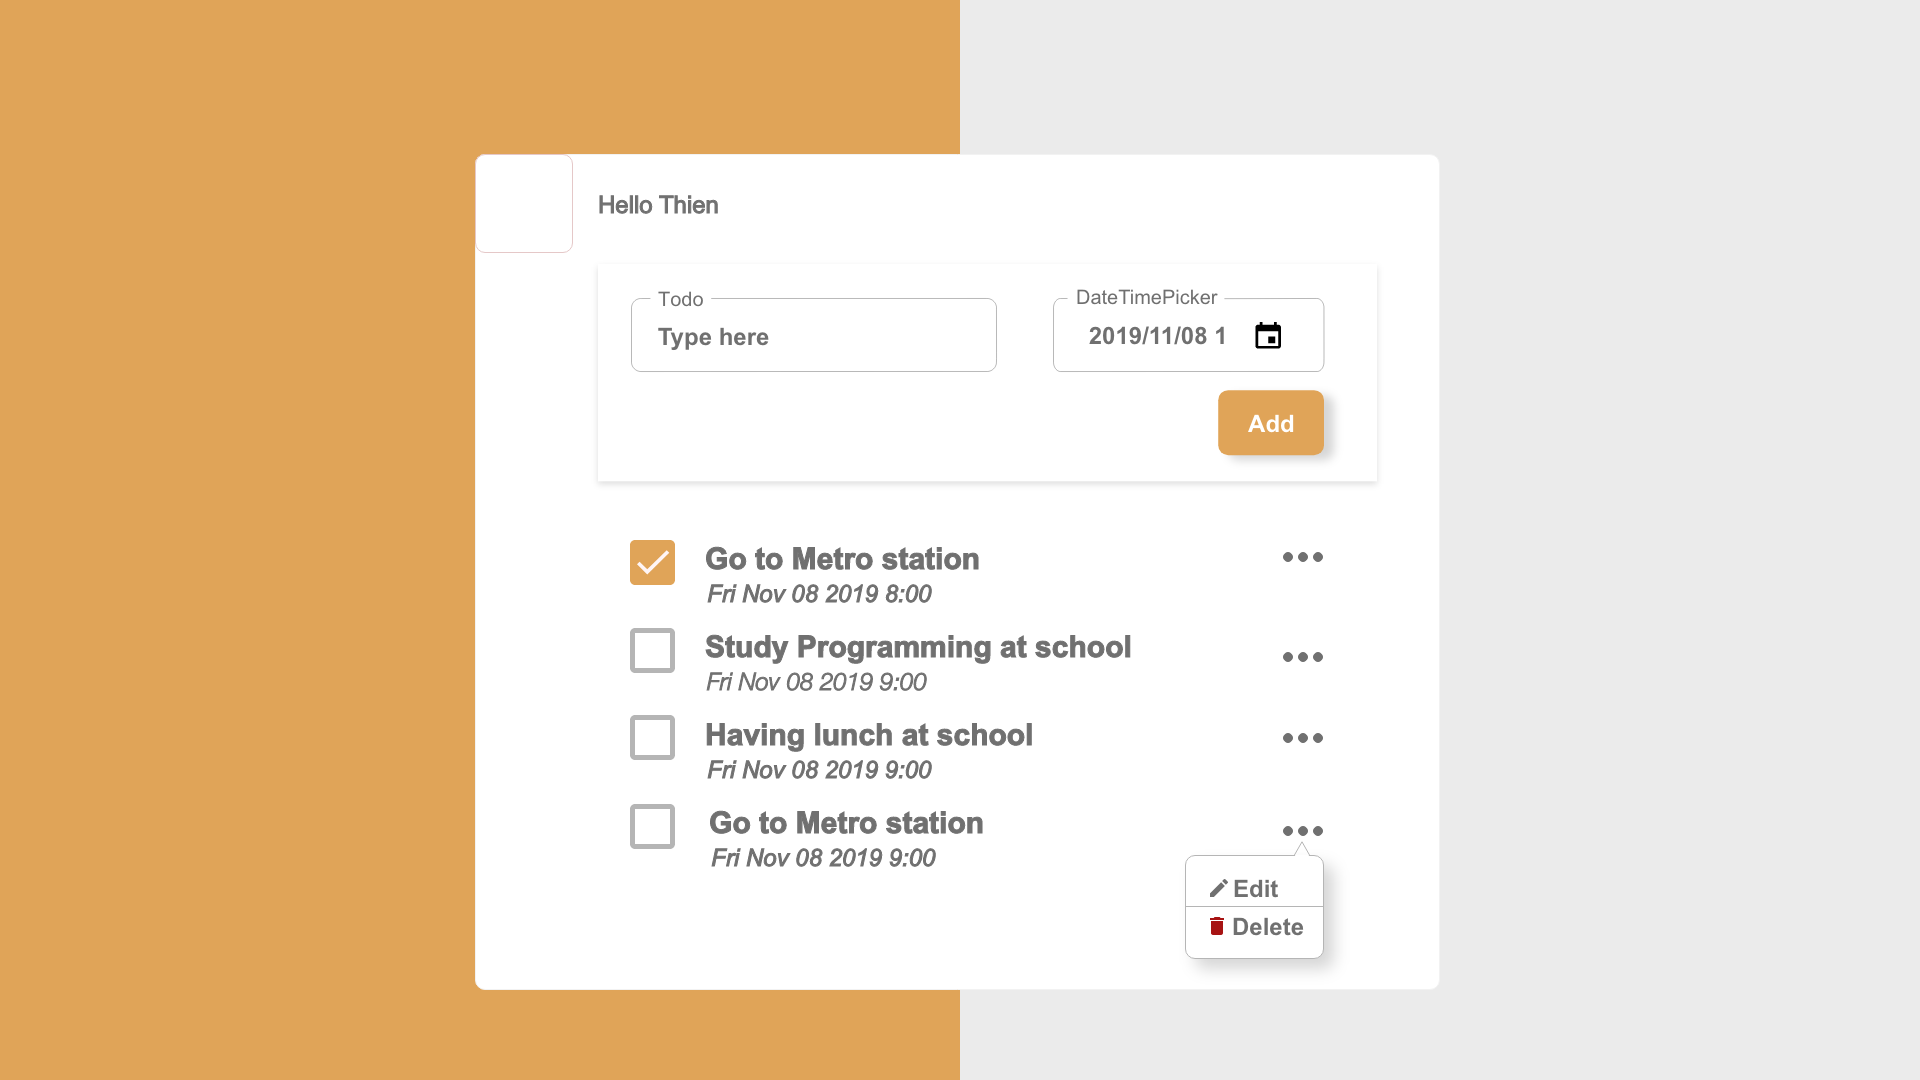 Hello Thien
Todo
Type here
DateTimePicker
2019/11/08 1
Add
Go to Metro station
Fri Nov 08 2019 8:00
Study Programming at school
Fri Nov 08 2019 9:00
Having lunch at school
Fri Nov 08 2019 9:00
Go to Metro station
Fri Nov 08 2019 9:00
Edit
Delete